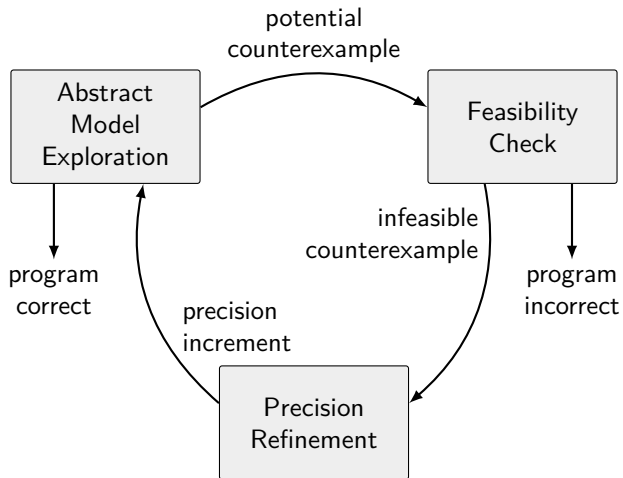 potential
counterexample
Abstract
Model
Exploration
Feasibility
Check
infeasible
counterexample
program
correct
program
incorrect
precision
increment
Precision
Refinement